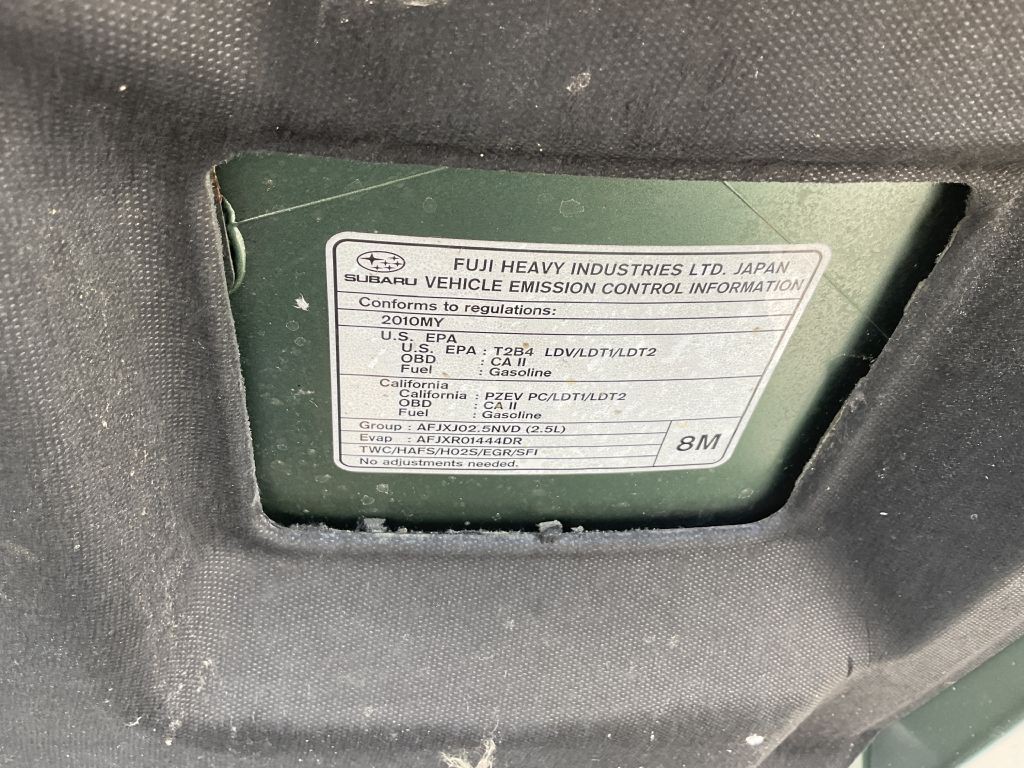 SUBARU
FUJI HEAVY INDUSTRIES LTD. JAPAN
VEHICLE EMISSION CONTROL INFORMATION
Conforms to regulations:
2010MY
U.S. EPA
U.S. EPA : T2B4 LDV/LDT1/LDT2
OBD : CA II
Fuel : Gasoline
California
California : PZEV PC/LDT1/LDT2
OBD : CA II
Fuel : Gasoline
Group : AFJXJ02.5NVD (2.5L)
Evap : AFJXR01444DR
TWC/HAFS/HO2S/EGR/SFI
No adjustments needed.
8M